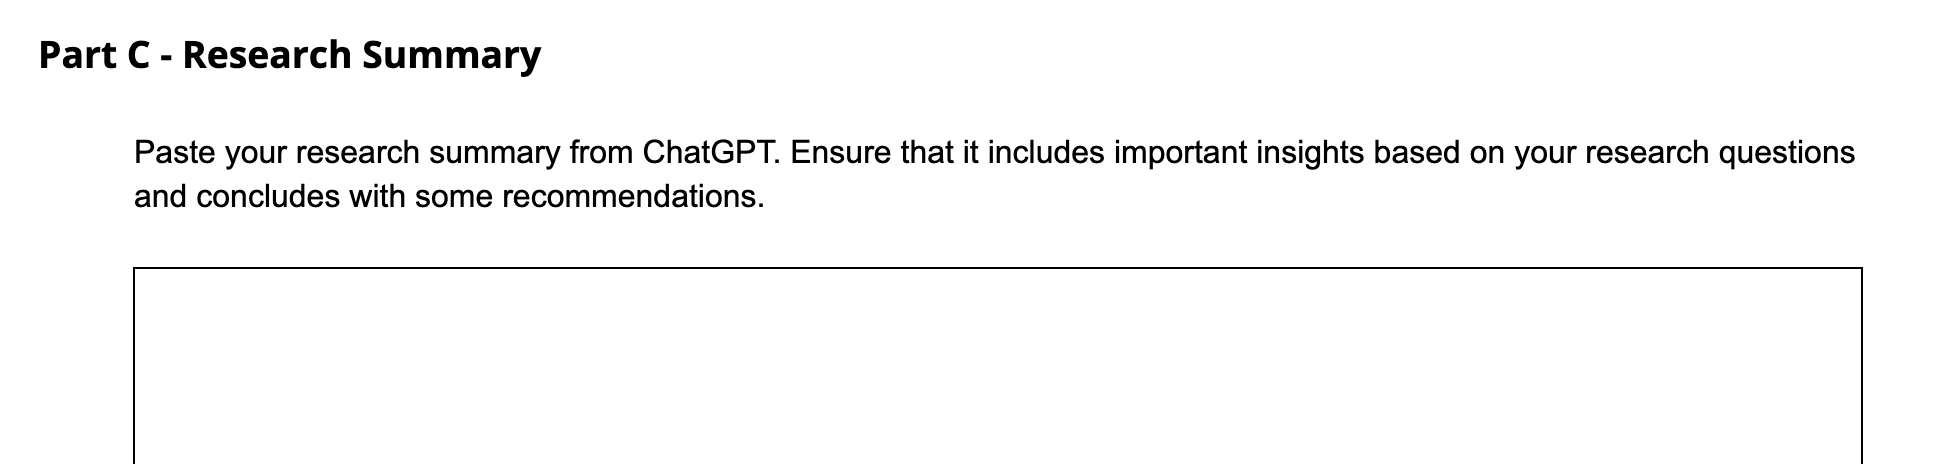 Part C - Research Summary
Paste your research summary from ChatGPT. Ensure that it includes important insights based on your research questions
and concludes with some recommendations.